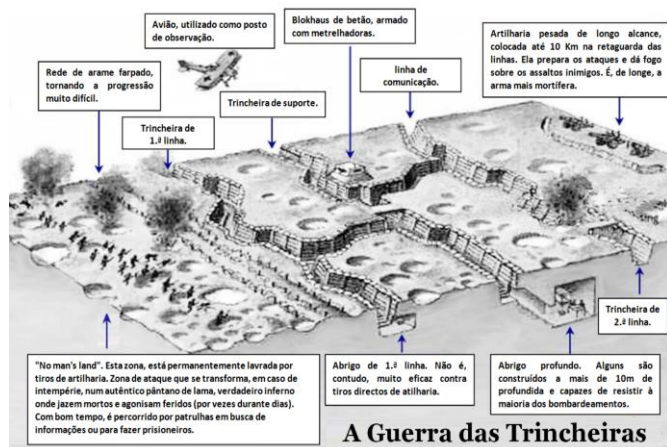 Avião, utilizado como posto
de observação.
Blokhaus de betão, armado
com metrelhadoras.
Artilharia pesada de longo alcance,
colocada até 10 Km na retaguarda das
linhas. Ela prepara os ataques e dá fogo
sobre os assaltos inimigos. É, de longe, a
arma mais mortífera.
Rede de arame farpado,
tornando a progressão
muito difícil.
linha de
comunicação.
Trincheira de suporte.
Trincheira de
1.ª linha.
Trincheira de
2.ª linha.
"No man's land". Esta zona, está permanentemente lavrada por
tiros de artilharia. Zona de ataque que se transforma, em caso de
intempérie, num autêntico pântano de lama, verdadeiro inferno
onde jazem mortos e agonisam feridos (por vezes durante dias).
Com bom tempo, é percorrido por patrulhas em busca de
informações ou para fazer prisioneiros.
Abrigo de 1.ª linha. Não é,
contudo, muito eficaz contra
tiros directos de atilharia.
Abrigo profundo. Alguns são
construídos a mais de 10m de
profundida e capazes de resistir à
maioria dos bombardeamentos.
A Guerra das Trincheiras